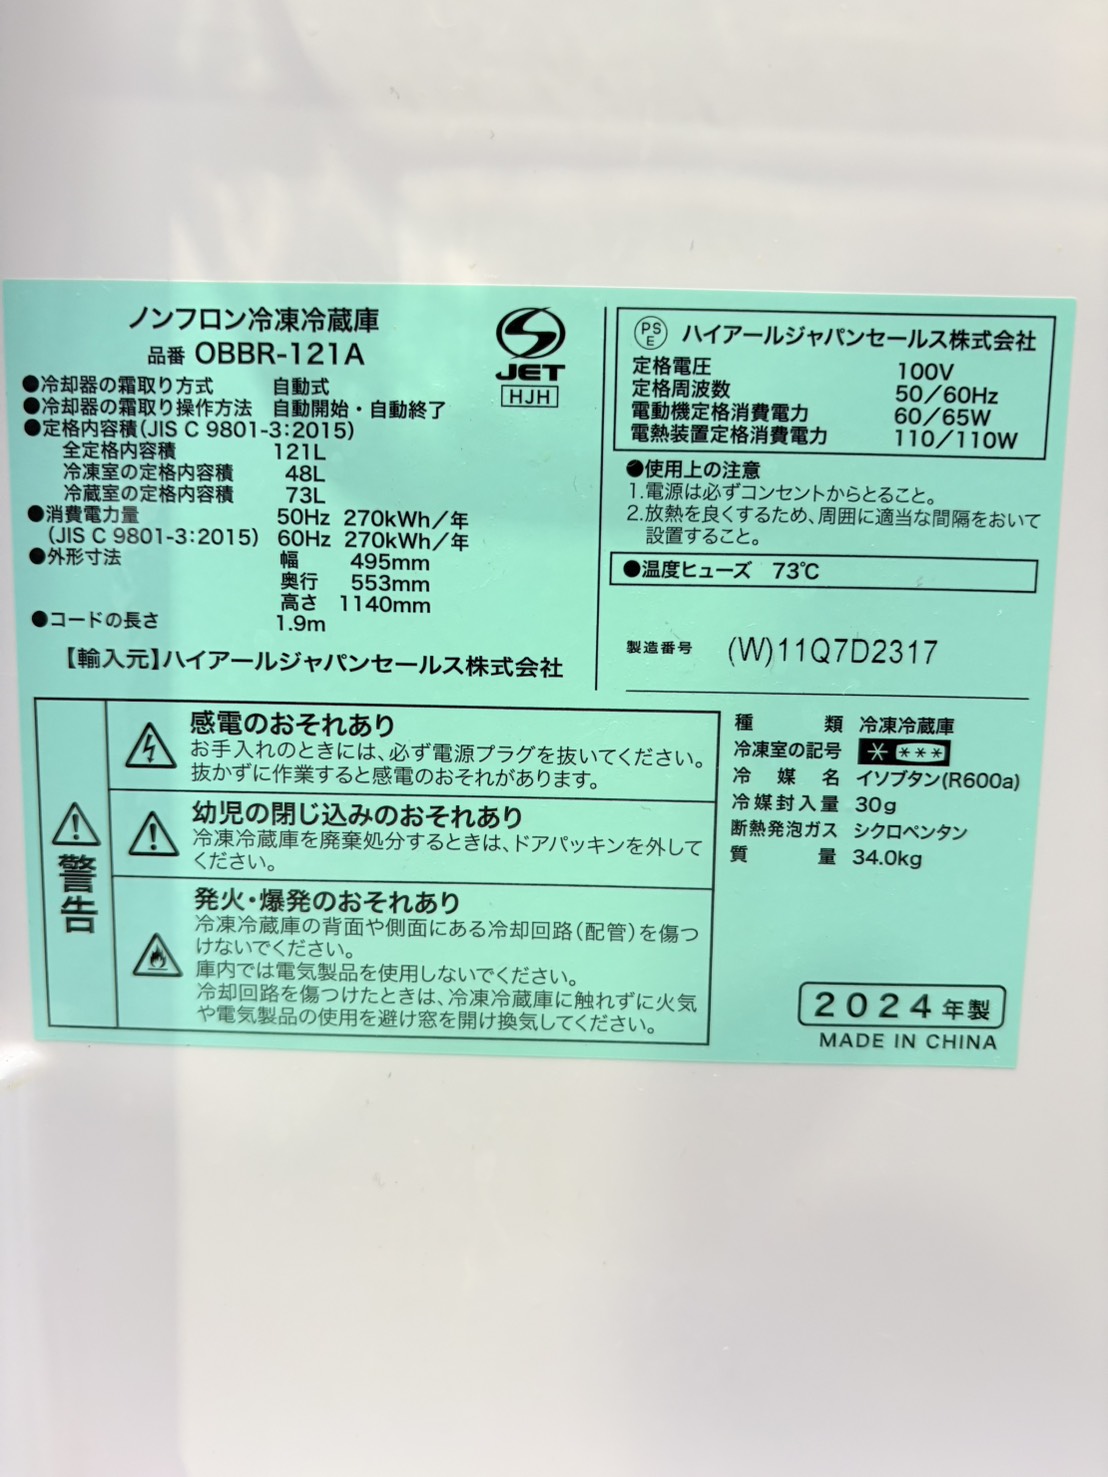 ノンフロン冷凍冷蔵庫
品番 OBBR-121A
●冷却器の霜取り方式 自動式
●冷却器の霜取り操作方法 自動開始・自動終了
●定格内容積(JIS C 9801-3:2015)
全定格内容積 121L
冷凍室の定格内容積 48L
冷蔵室の定格内容積 73L
●消費電力量 50Hz 270kWh/年
(JIS C 9801-3:2015) 60Hz 270kWh/年
●外形寸法 幅 495mm
奥行 553mm
高さ 1140mm
●コードの長さ 1.9m
【輸入元】ハイアールジャパンセールス株式会社
JET
HJH
PS
E
ハイアールジャパンセールス株式会社
定格電圧 100V
定格周波数 50/60Hz
電動機定格消費電力 60/65W
電熱装置定格消費電力 110/110W
●使用上の注意
1.電源は必ずコンセントからとること。
2.放熱を良くするため、周囲に適当な間隔をおいて
設置すること。
●温度ヒューズ 73℃
製造番号 (W)11Q7D2317
警告
感電のおそれあり
お手入れのときには、必ず電源プラグを抜いてください。
抜かずに作業すると感電のおそれがあります。
幼児の閉じ込みのおそれあり
冷凍冷蔵庫を廃棄処分するときは、ドアパッキンを外して
ください。
発火・爆発のおそれあり
冷凍冷蔵庫の背面や側面にある冷却回路(配管)を傷つ
けないでください。
庫内では電気製品を使用しないでください。
冷却回路を傷つけたときは、冷凍冷蔵庫に触れずに火気
や電気製品の使用を避け窓を開け換気してください。
種類 冷凍冷蔵庫
冷凍室の記号 * ***
冷媒名 イソブタン(R600a)
冷媒封入量 30g
断熱発泡ガス シクロペンタン
質量 34.0kg
2024年製
MADE IN CHINA